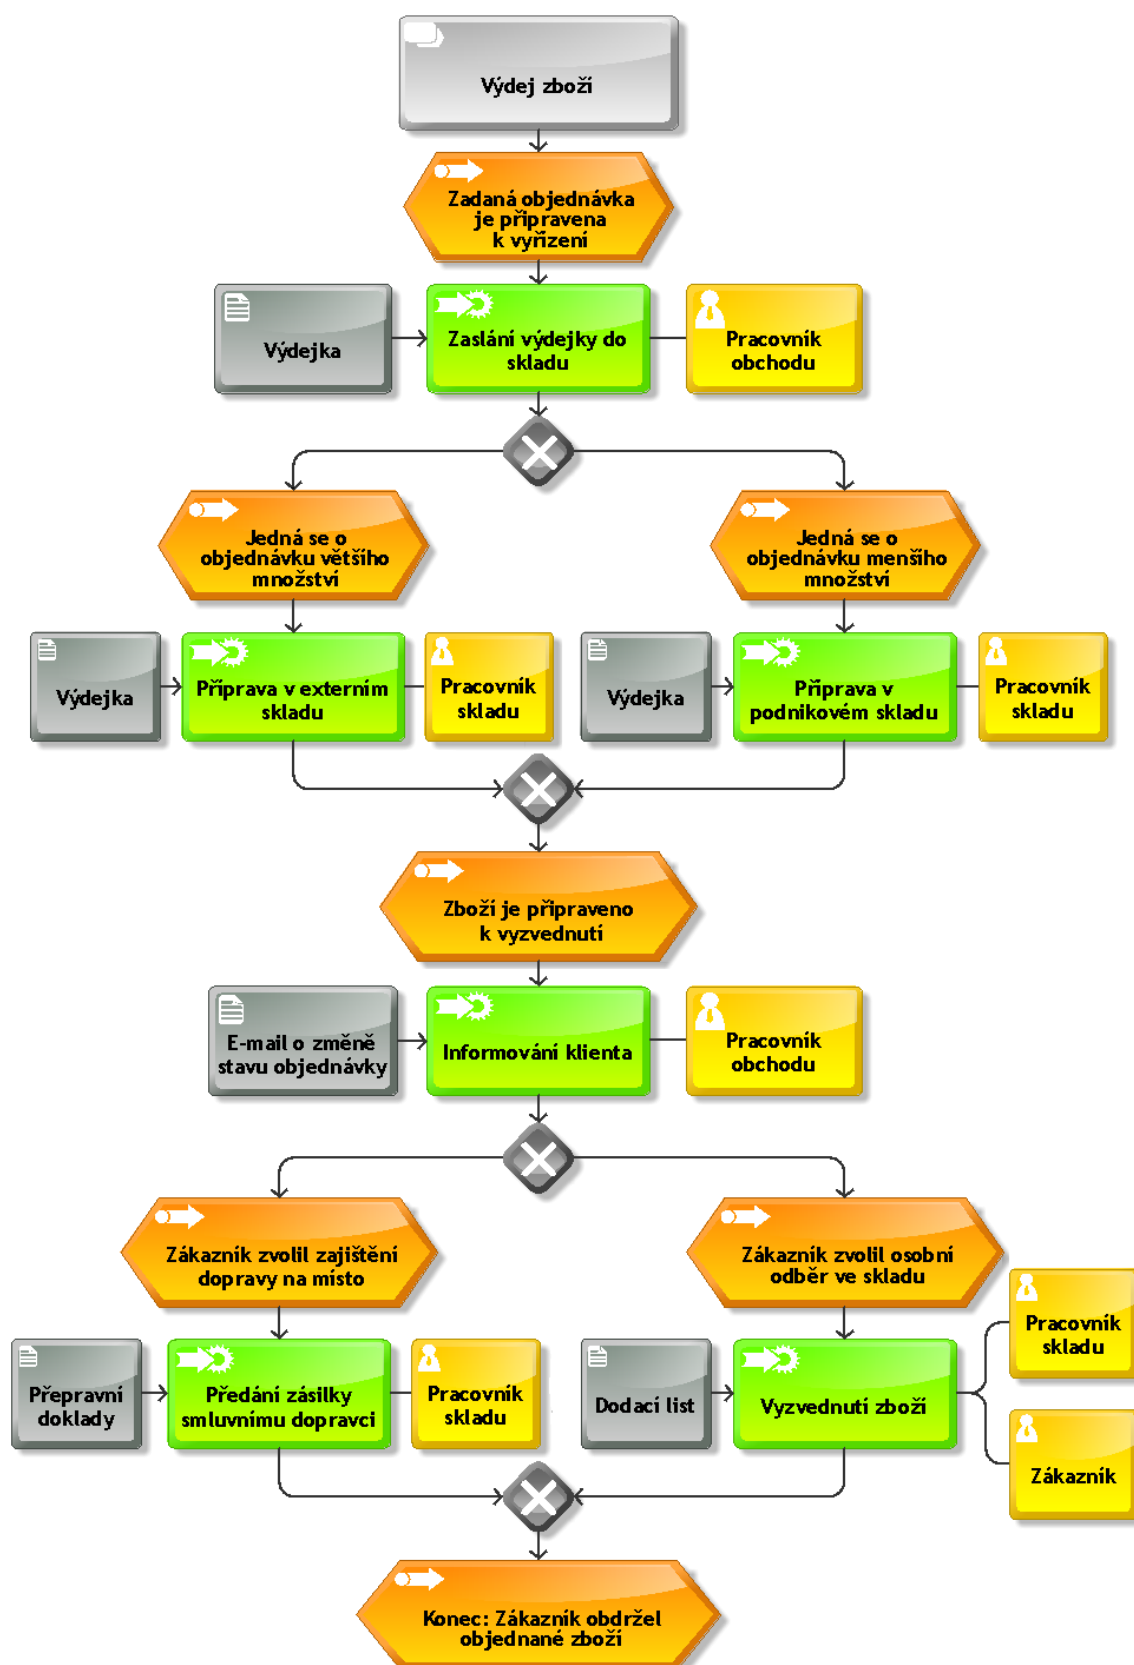 Výdej zboží
Zadaná objednávka
je připravena
k vyřízení
Výdejka
Zaslání výdejky do
skladu
Pracovník
obchodu
Jedná se o
objednávku většího
množství
Jedná se o
objednávku menšího
množství
Výdejka
Příprava v externím
skladu
Pracovník
skladu
Výdejka
Příprava v
podnikovém skladu
Pracovník
skladu
Zboží je připraveno
k vyzvednutí
E-mail o změně
stavu objednávky
Informování klienta
Pracovník
obchodu
Zákazník zvolil zajištění
dopravy na místo
Zákazník zvolil osobní
odběr ve skladu
Přepravní
doklady
Předání zásilky
smluvnímu dopravci
Pracovník
skladu
Dodací list
Vyzvednutí zboží
Pracovník
skladu
Zákazník
Konec: Zákazník obdržel
objednané zboží